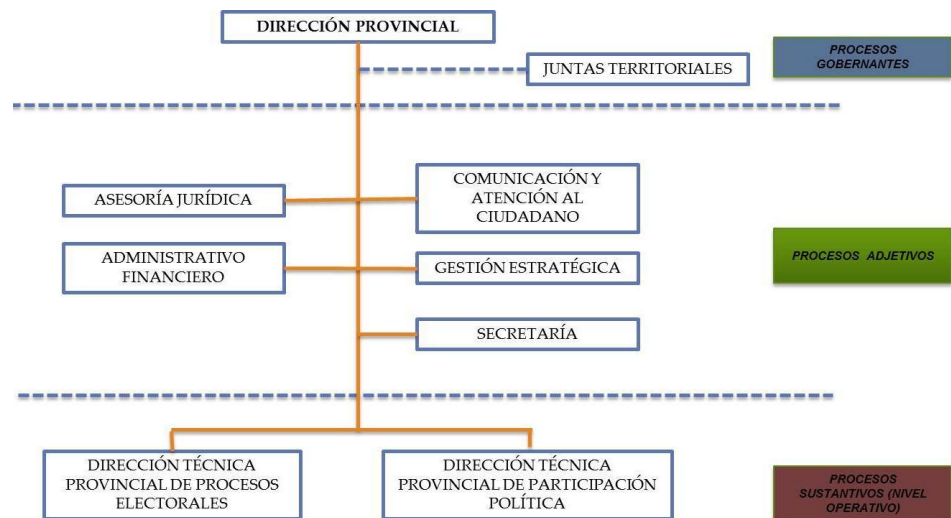 DIRECCIÓN PROVINCIAL
JUNTAS TERRITORIALES
PROCESOS
GOBERNANTES
ASESORÍA JURÍDICA
COMUNICACIÓN Y
ATENCIÓN AL
CIUDADANO
ADMINISTRATIVO
FINANCIERO
GESTIÓN ESTRATÉGICA
PROCESOS ADJETIVOS
SECRETARÍA
DIRECCIÓN TÉCNICA
PROVINCIAL DE PROCESOS
ELECTORALES
DIRECCIÓN TÉCNICA
PROVINCIAL DE PARTICIPACIÓN
POLÍTICA
PROCESOS
SUSTANTIVOS (NIVEL
OPERATIVO)